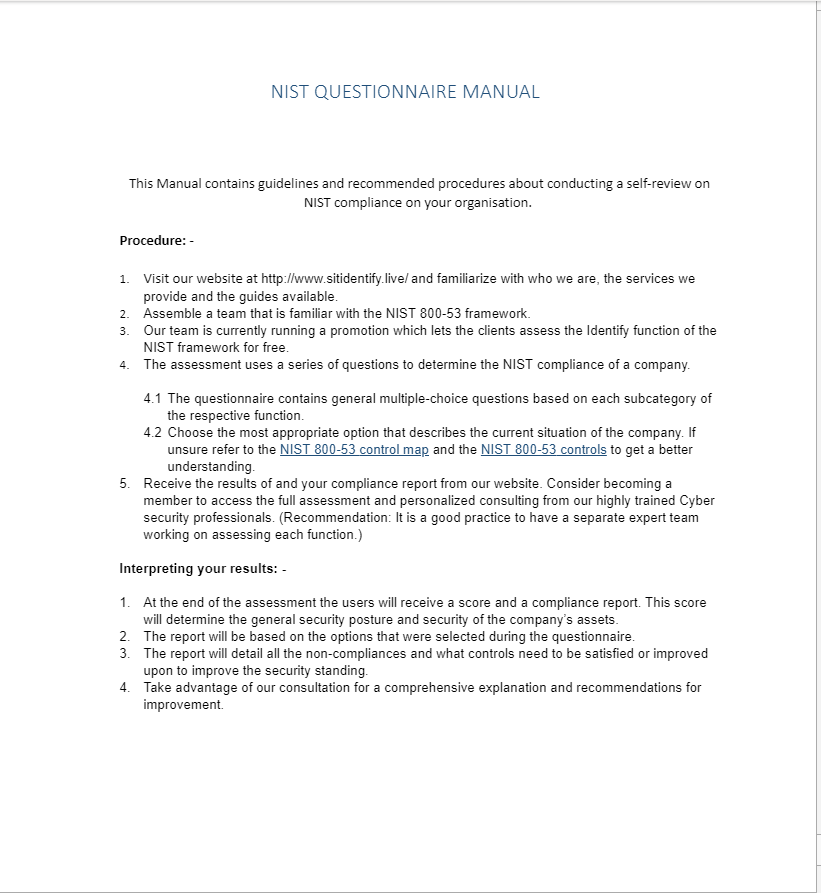 NIST QUESTIONNAIRE MANUAL
This Manual contains guidelines and recommended procedures about conducting a self-review on
NIST compliance on your organisation.
Procedure: -
1. Visit our website at http://www.sitidentify.live/ and familiarize with who we are, the services we
provide and the guides available.
2. Assemble a team that is familiar with the NIST 800-53 framework.
3. Our team is currently running a promotion which lets the clients assess the Identify function of the
NIST framework for free.
4. The assessment uses a series of questions to determine the NIST compliance of a company.
4.1 The questionnaire contains general multiple-choice questions based on each subcategory of
the respective function.
4.2 Choose the most appropriate option that describes the current situation of the company. If
unsure refer to the NIST 800-53 control map and the NIST 800-53 controls to get a better
understanding.
5. Receive the results of and your compliance report from our website. Consider becoming a
member to access the full assessment and personalized consulting from our highly trained Cyber
security professionals. (Recommendation: It is a good practice to have a separate expert team
working on assessing each function.)
Interpreting your results: -
1. At the end of the assessment the users will receive a score and a compliance report. This score
will determine the general security posture and security of the company's assets.
2. The report will be based on the options that were selected during the questionnaire.
3. The report will detail all the non-compliances and what controls need to be satisfied or improved
upon to improve the security standing.
4. Take advantage of our consultation for a comprehensive explanation and recommendations for
improvement.